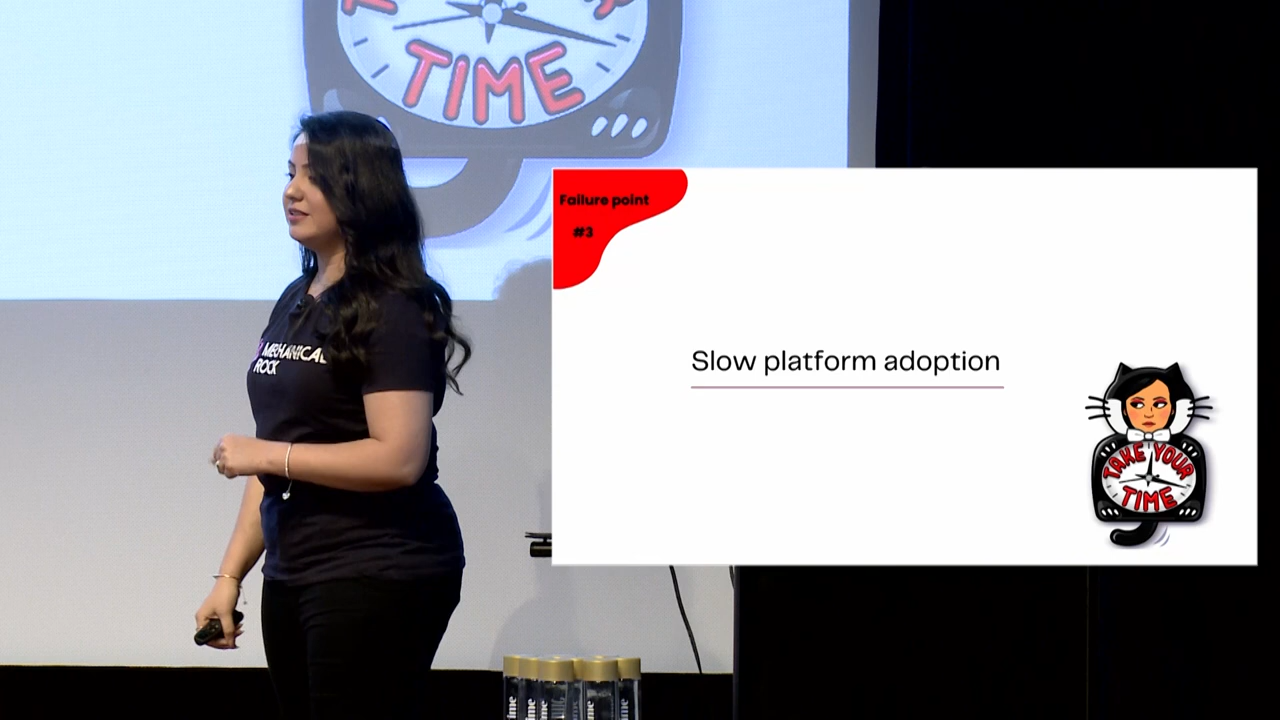 TIME
MECHANICAL
ROCK
Failure point
#3
Slow platform adoption
TAKE YOUR
TIME